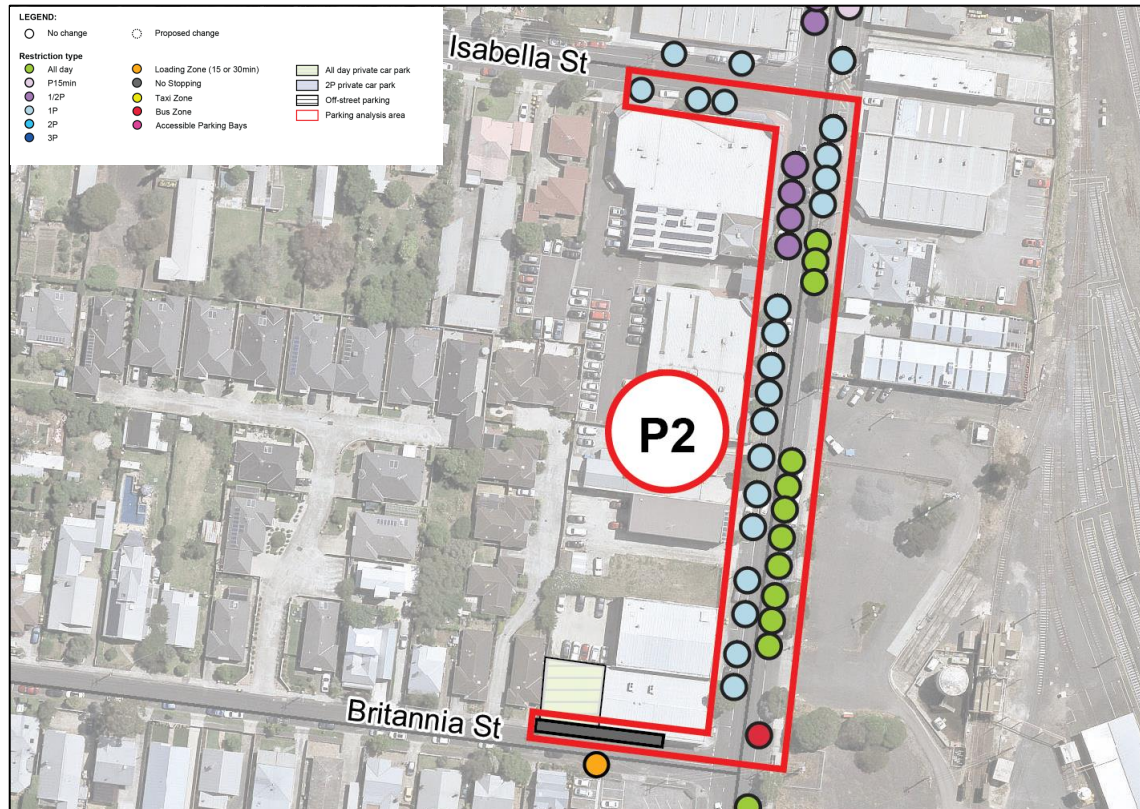 LEGEND:
No change
Proposed change
Restriction type
All day
P15min
1/2P
1P
2P
3P
Loading Zone (15 or 30min)
No Stopping
Taxi Zone
Bus Zone
Accessible Parking Bays
All day private car park
2P private car park
Off-street parking
Parking analysis area
Isabella St
P2
Britannia St